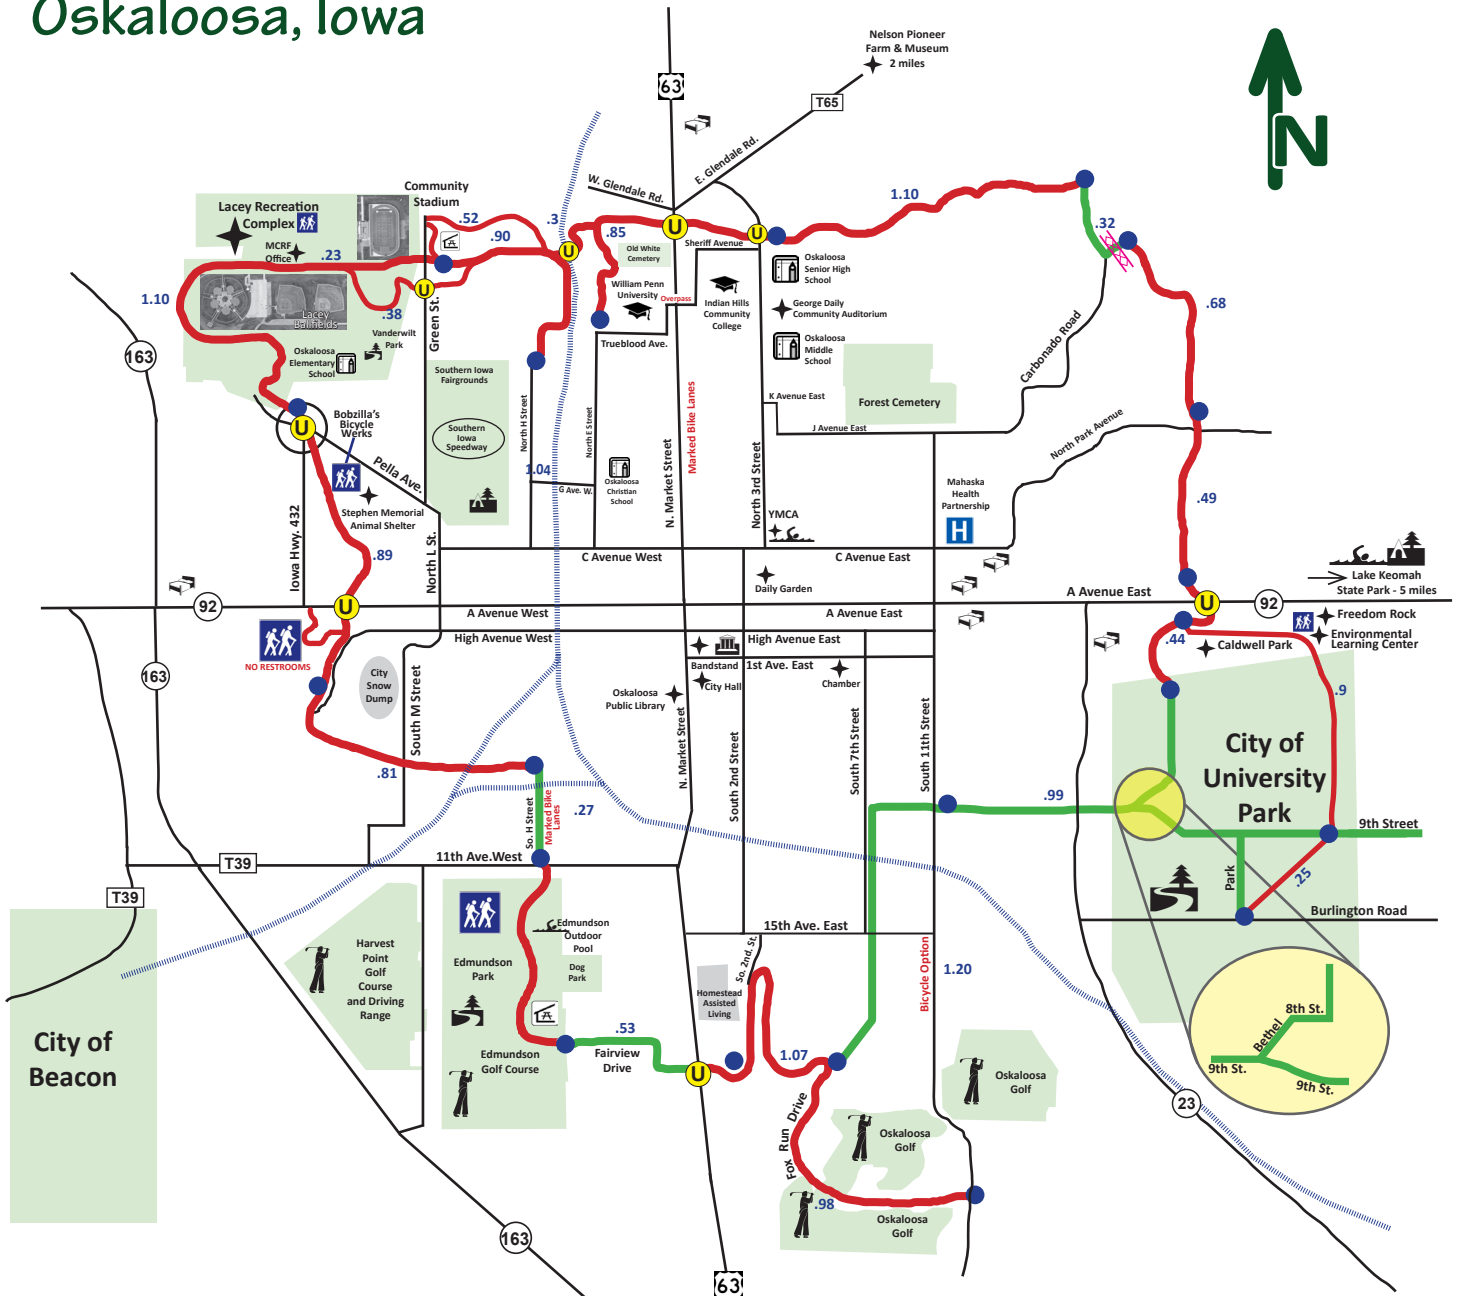 Oskaloosa, Iowa
Nelson Pioneer
Farm & Museum
2 miles
63
T65
N
E. Glendale Rd.
W. Glendale Rd.
Community
Stadium
Lacey Recreation
Complex
MCRF
Office
.23
.52
.90
.3
.85
U
U
U
U
Sheriff Avenue
Old White
Cemetery
1.10
.32
1.10
.38
Lacey
Ballfields
Vanderwilt
Park
Green St.
Oskaloosa
Elementary
School
William Penn
University
Overpass
Trueblood Ave.
Indian Hills
Community
College
Oskaloosa
Senior High
School
George Daily
Community Auditorium
Oskaloosa
Middle
School
.68
163
Carbonado Road
Southern Iowa
Fairgrounds
Southern
Iowa
Speedway
Marked Bike Lanes
K Avenue East
Forest Cemetery
J Avenue East
North Park Avenue
Bobzilla's
Bicycle
Werks
U
Pella Ave.
Stephen Memorial
Animal Shelter
North H Street
North E Street
1.04
G Ave. W.
Oskaloosa
Christian
School
N. Market Street
North 3rd Street
Mahaska
Health
Partnership
H
.49
YMCA
Iowa Hwy. 432
North L St.
.89
C Avenue West
C Avenue East
Daily Garden
Lake Keomah
State Park - 5 miles
92
U
A Avenue West
A Avenue East
A Avenue East
U
92
Freedom Rock
Environmental
Learning Center
Caldwell Park
.44
NO RESTROOMS
High Avenue West
High Avenue East
Bandstand
1st Ave. East
City Hall
Chamber
City
Snow
Dump
163
South M Street
Oskaloosa
Public Library
N. Market Street
South 2nd Street
South 7th Street
South 11th Street
.9
City of
University
Park
.81
So. H Street
Marked Bike
Lanes
.27
.99
9th Street
T39
11th Ave.West
T39
Park
.25
Burlington Road
15th Ave. East
Harvest
Point
Golf
Course
and Driving
Range
Edmundson
Outdoor
Pool
Edmundson
Park
Dog
Park
So. 2nd. St.
Homestead
Assisted
Living
Bicycle Option
1.20
8th St.
Bethel
9th St.
9th St.
City of
Beacon
Edmundson
Golf Course
.53
Fairview
Drive
U
1.07
Oskaloosa
Golf
23
Fox Run Drive
Oskaloosa
Golf
.98
Oskaloosa
Golf
163
63